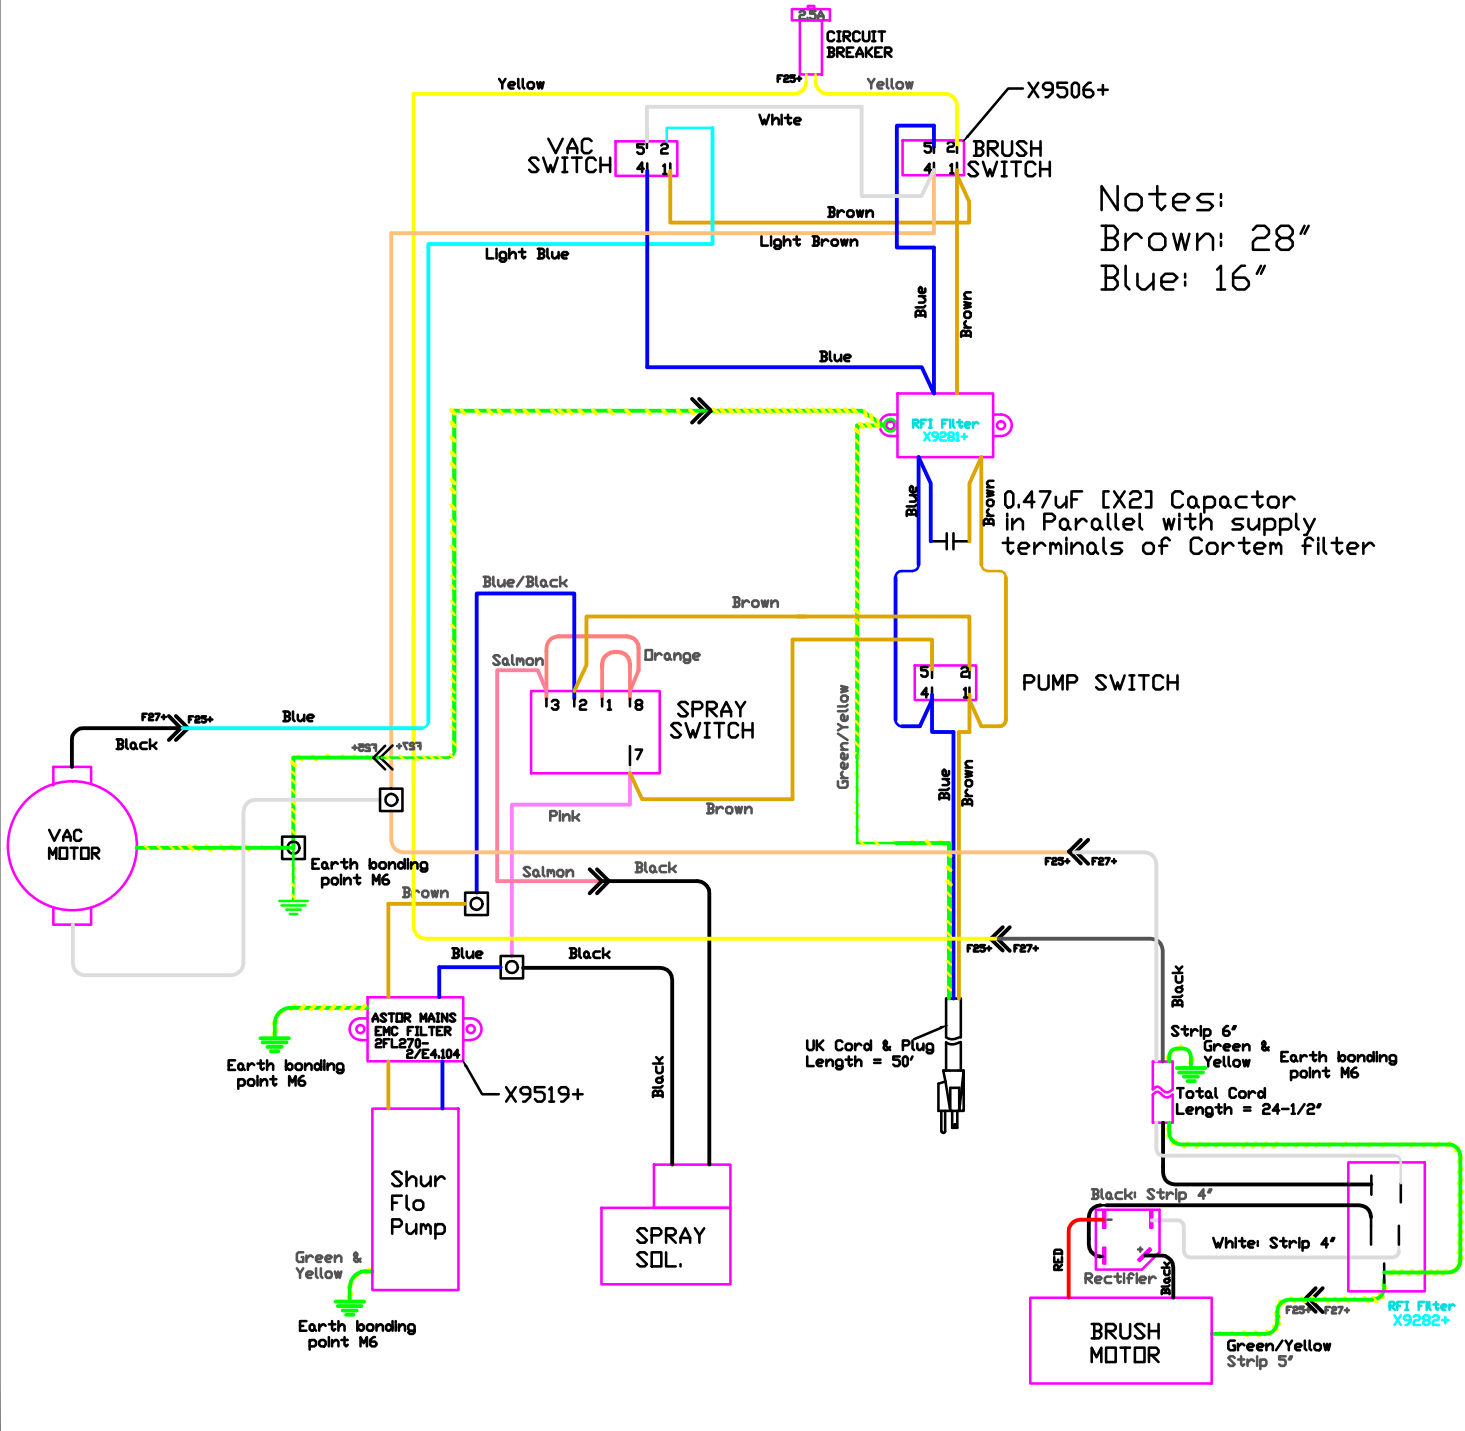 2.5A
CIRCUIT
BREAKER
F25+
Yellow
Yellow
X9506+
White
VAC
SWITCH
5 2
4 1
5 2
4 1
BRUSH
SWITCH
Notes:
Brown: 28"
Blue: 16"
Brown
Light Brown
Light Blue
Blue
Brown
Blue
RFI Filter
X9281+
Blue
Brown
0.47uF [X2] Capactor
in Parallel with supply
terminals of Cortem filter
Blue/Black
Brown
Salmon
Orange
5 2
4 1
PUMP SWITCH
3 2 1 8
SPRAY
SWITCH
7
Green/Yellow
F27+ F25+
Blue
Black
F25+ F27+
Blue
Brown
Brown
Pink
VAC
MOTOR
Earth bonding
point M6
Salmon
Black
F25+ F27+
Brown
Blue
Black
F25+ F27+
Black
ASTOR MAINS
EMC FILTER
2FL270-
2/E4.104
Earth bonding
point M6
X9519+
UK Cord & Plug
Length = 50'
Black
Strip 6"
Green &
Yellow
Earth bonding
point M6
Total Cord
Length = 24-1/2"
Shur
Flo
Pump
Green &
Yellow
Earth bonding
point M6
SPRAY
SOL.
Black: Strip 4"
White: Strip 4"
-
+
RED
Rectifier
Black
F25+ F27+
RFI Filter
X9282+
BRUSH
MOTOR
Green/Yellow
Strip 5"